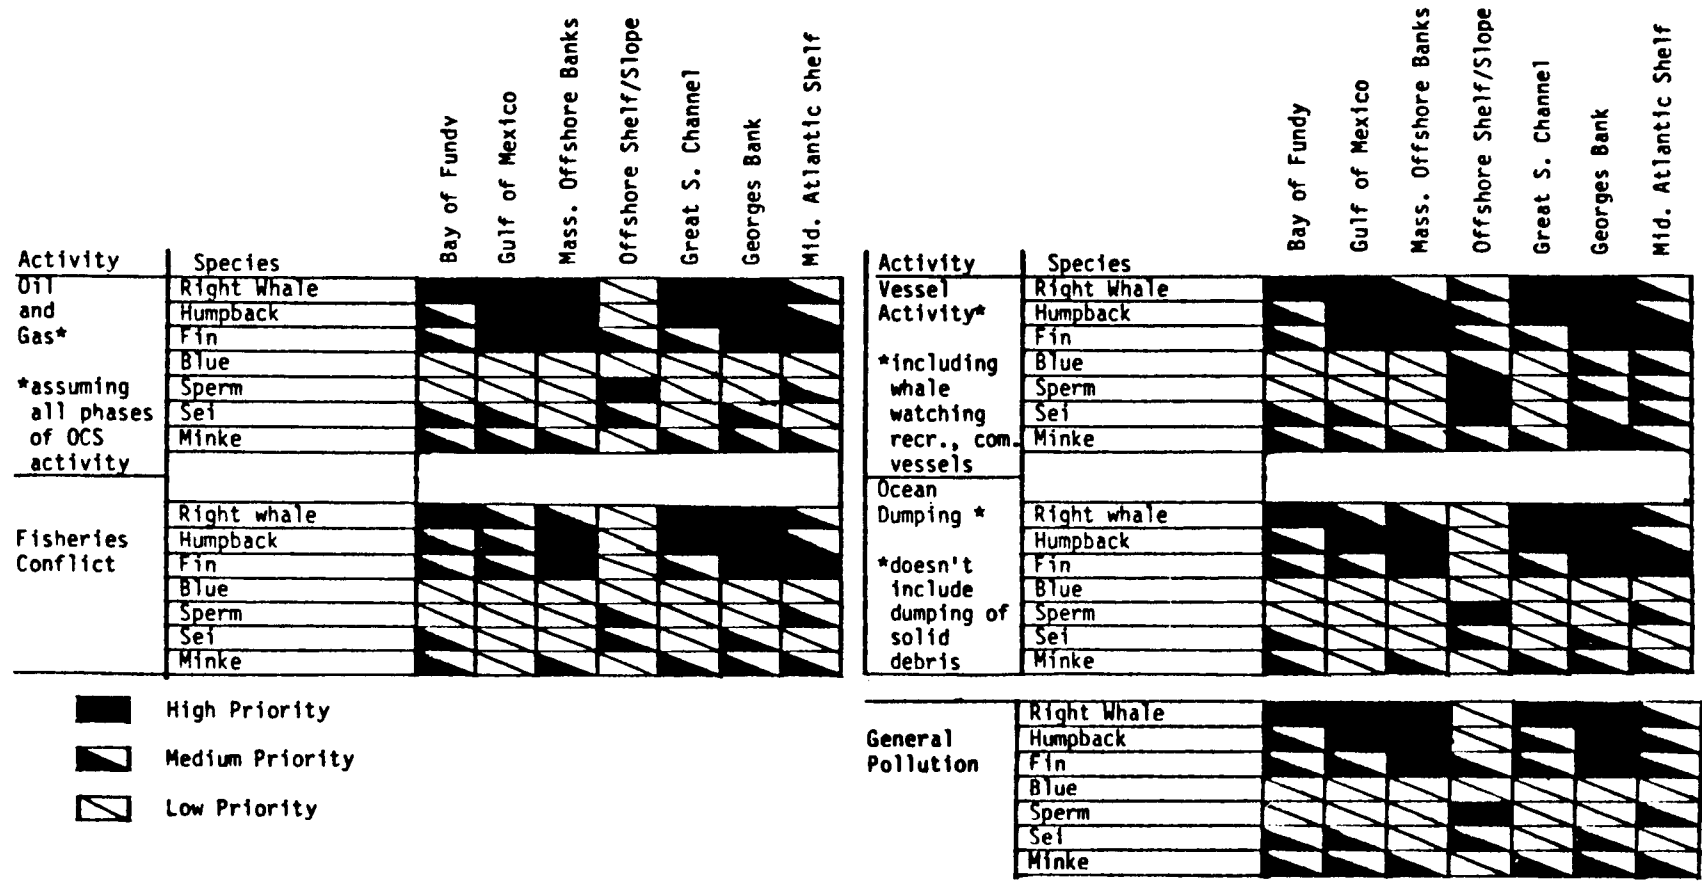 Bay of Fundv
Gulf of Mexico
Mass. Offshore Banks
Offshore Shelf/Slope
Great S. Channel
Georges Bank
Mid. Atlantic Shelf
Activity Species
Oil Right Whale
and Humpback
Gas* Fin
Blue
*assuming Sperm
all phases Sei
of OCS Minke
activity
Right whale
Fisheries Humpback
Conflict Fin
Blue
Sperm
Sei
Minke
High Priority
Medium Priority
Low Priority
Bay of Fundy
Gulf of Mexico
Mass. Offshore Banks
Offshore Shelf/Slope
Great S. Channel
Georges Bank
Mid. Atlantic Shelf
Activity Species
Vessel Right Whale
Activity* Humpback
Fin
*including Blue
whale Sperm
watching Sei
recr., com. Minke
vessels
Ocean
Dumping * Right whale
Humpback
*doesn't Fin
include Blue
dumping of Sperm
solid Sei
debris Minke
Right Whale
General Humpback
Pollution Fin
Blue
Sperm
Sei
Minke